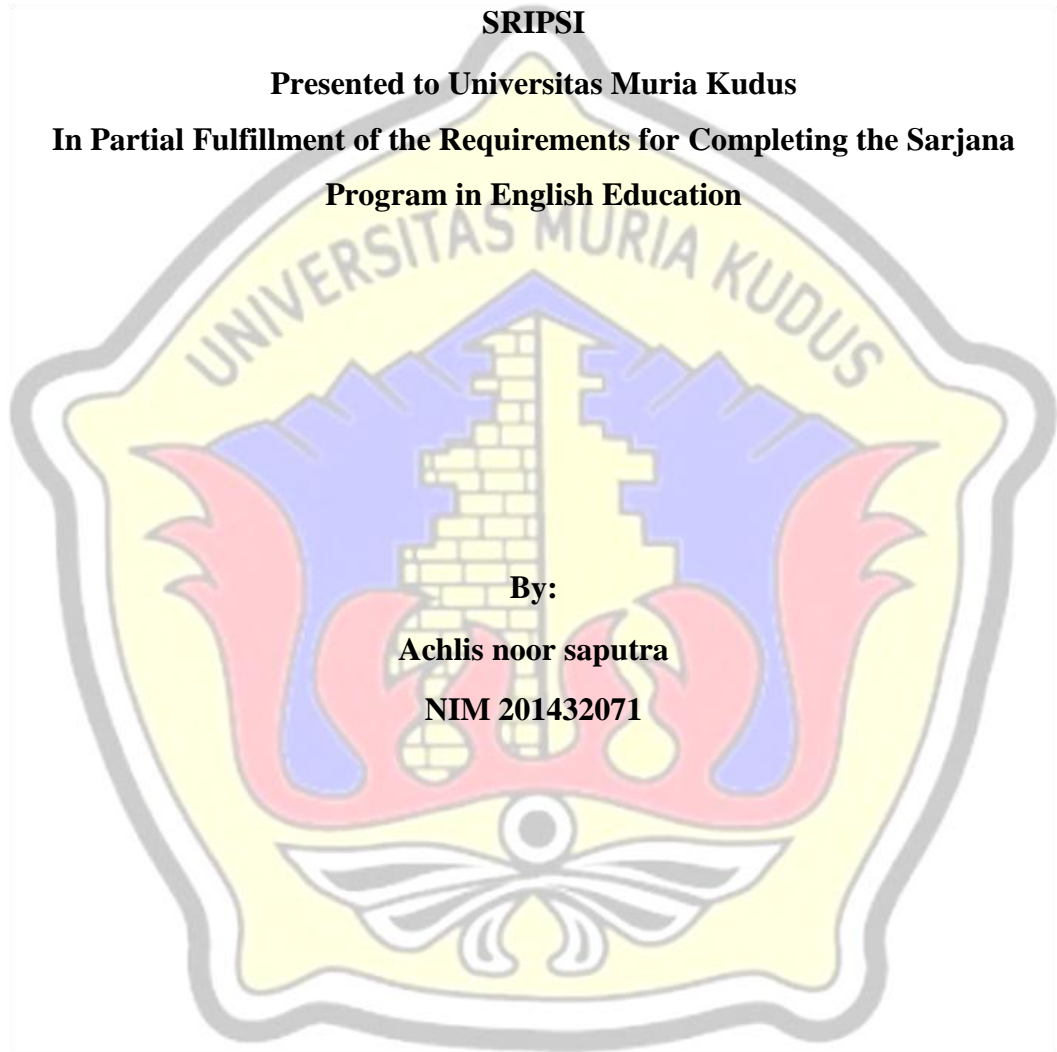 SRIPSI
Presented to Universitas Muria Kudus
In Partial Fulfillment of the Requirements for Completing the Sarjana
Program in English Education
UNIVERSITAS MURIA KUDUS
By:
Achlis noor saputra
NIM 201432071